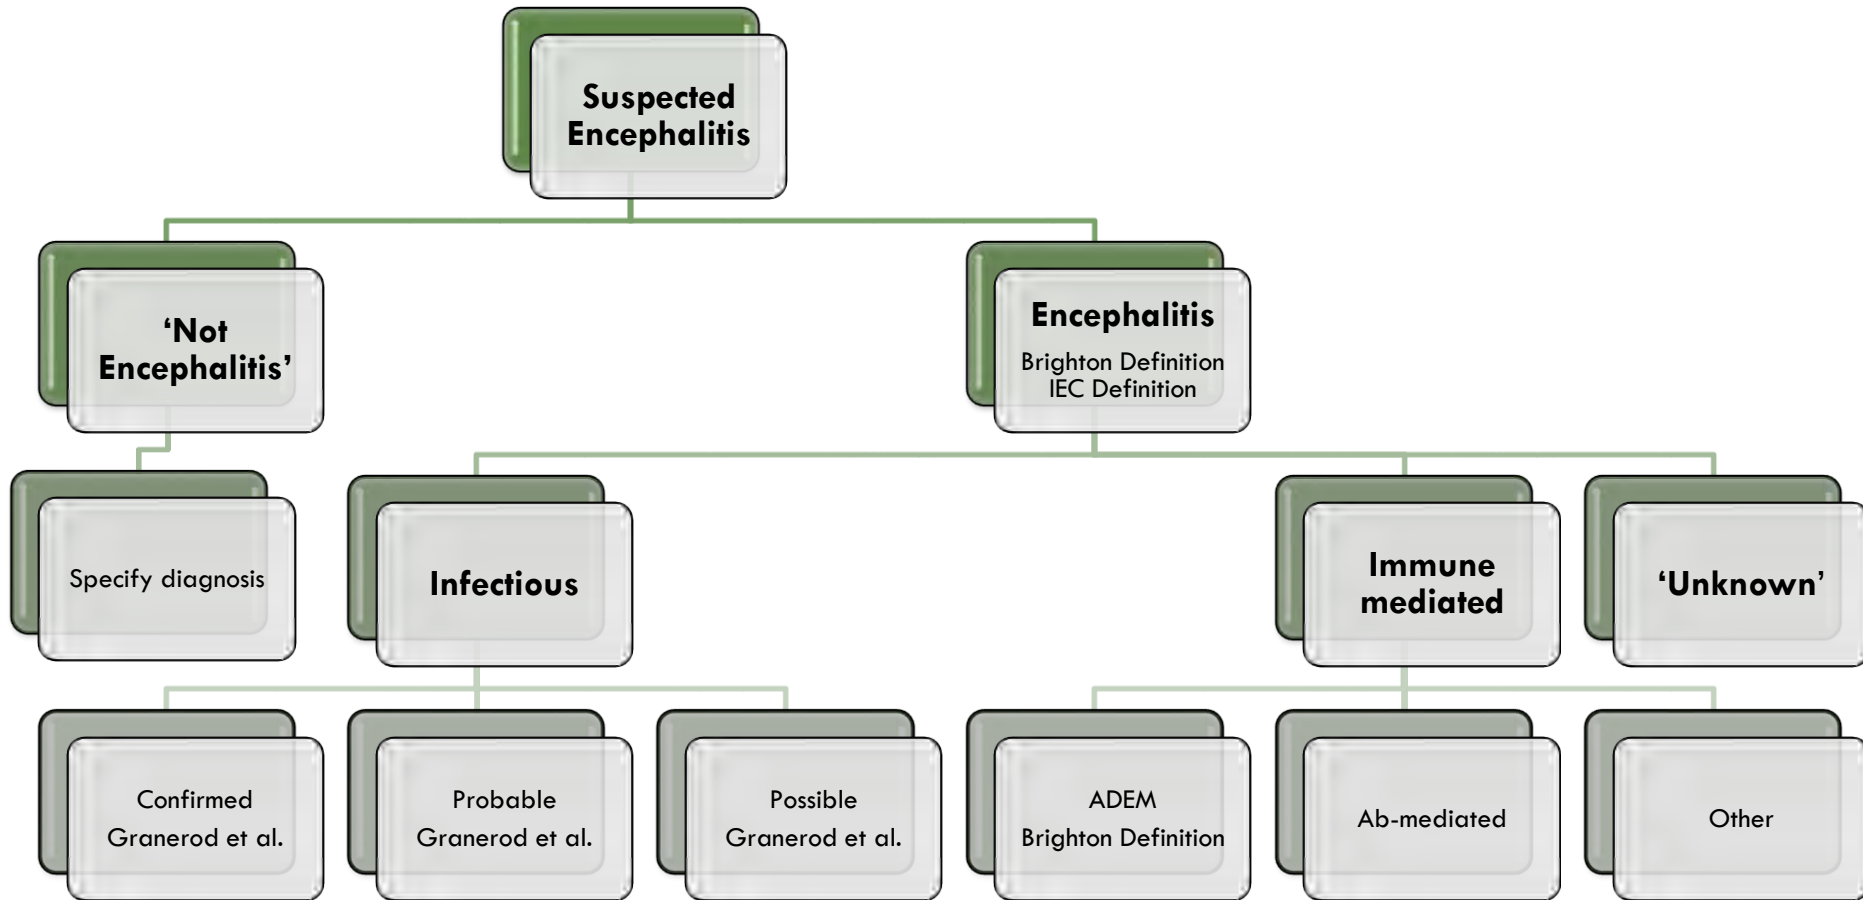 Suspected
Encephalitis
‘Not
Encephalitis’
Encephalitis
Brighton Definition
IEC Definition
Specify diagnosis
Infectious
Immune
mediated
‘Unknown’
Confirmed
Granerod et al.
Probable
Granerod et al.
Possible
Granerod et al.
ADEM
Brighton Definition
Ab-mediated
Other